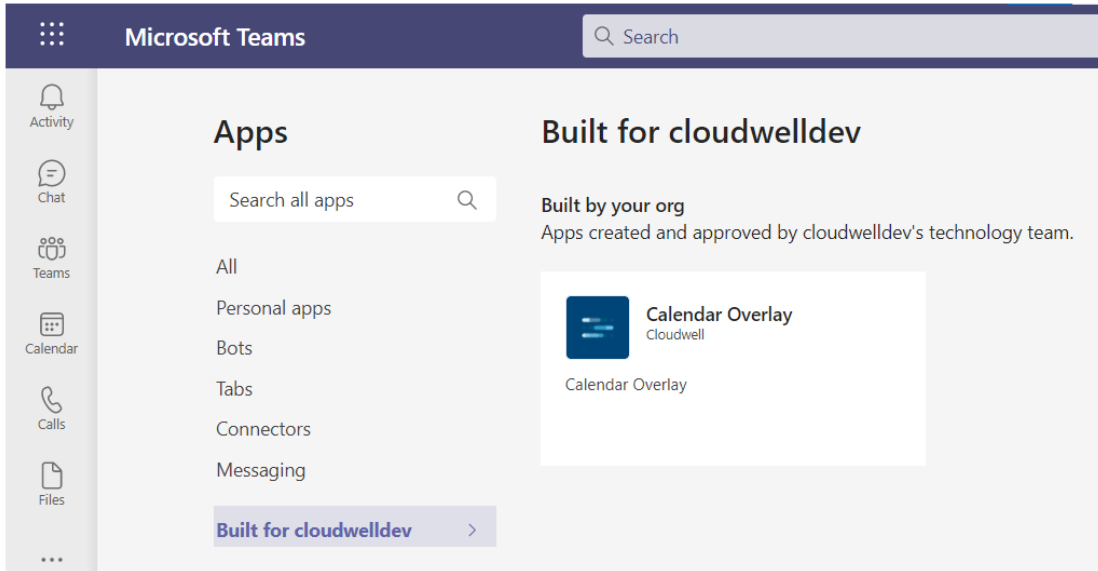 Microsoft Teams
Search
Activity
Chat
Teams
Calendar
Calls
Files
Apps
Search all apps
All
Personal apps
Bots
Tabs
Connectors
Messaging
Built for cloudwelldev
Built for cloudwelldev
Built by your org
Apps created and approved by cloudwelldev's technology team.
Calendar Overlay
Cloudwell
Calendar Overlay